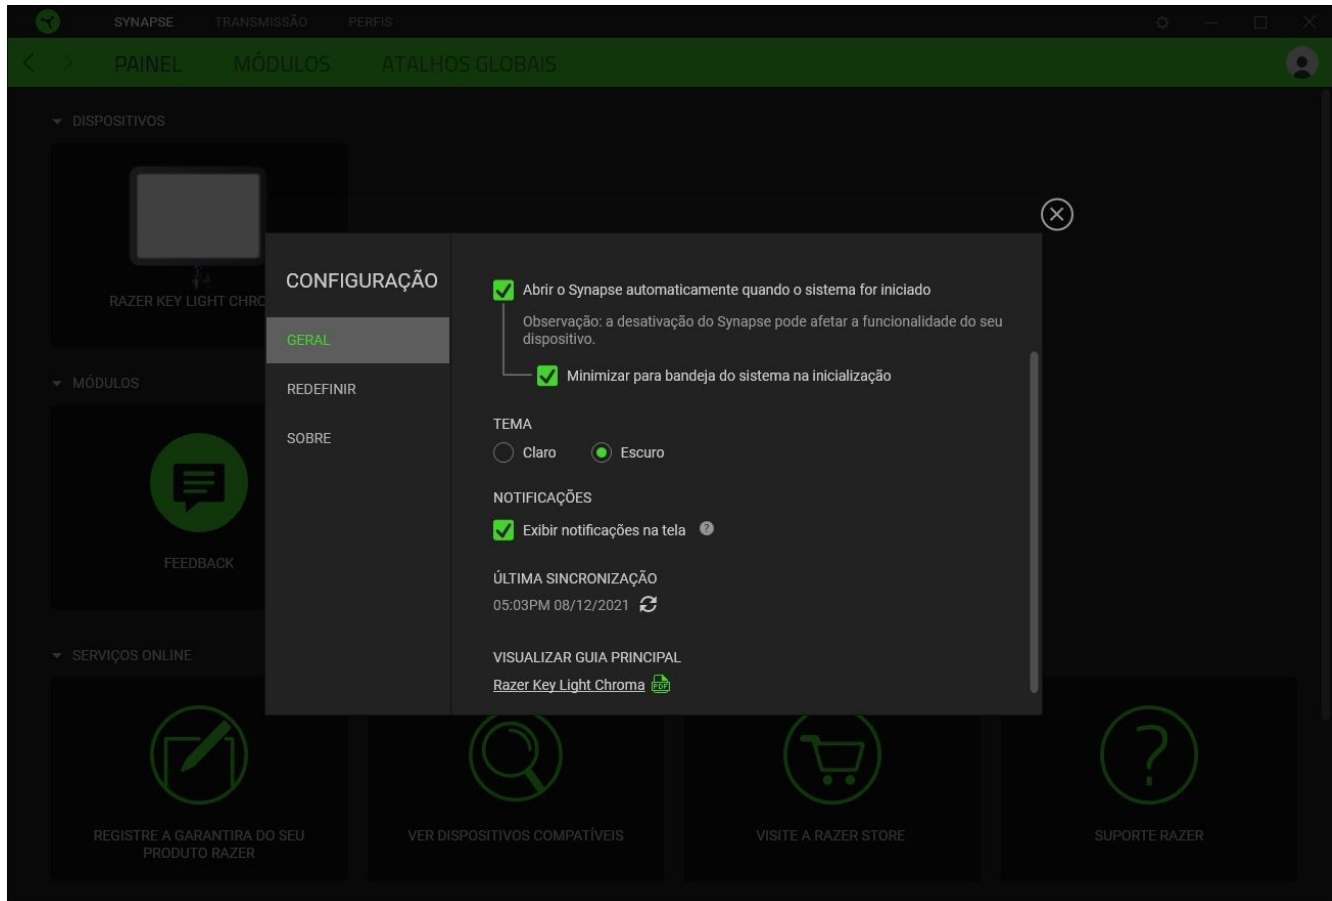 SYNAPSE TRANSMISSÃO PERFIS
PAINEL MÓDULOS ATALHOS GLOBAIS
DISPOSITIVOS
RAZER KEY LIGHT CHRO
CONFIGURAÇÃO
GERAL
REDEFINIR
SOBRE
Abrir o Synapse automaticamente quando o sistema for iniciado
Observação: a desativação do Synapse pode afetar a funcionalidade do seu
dispositivo.
Minimizar para bandeja do sistema na inicialização
TEMA
Claro Escuro
NOTIFICAÇÕES
Exibir notificações na tela ?
ÚLTIMA SINCRONIZAÇÃO
05:03PM 08/12/2021
VISUALIZAR GUIA PRINCIPAL
Razer Key Light Chroma PDF
MÓDULOS
FEEDBACK
SERVIÇOS ONLINE
REGISTRE A GARANTIRA DO SEU
PRODUTO RAZER
VER DISPOSITIVOS COMPATÍVEIS
VISITE A RAZER STORE
SUPORTE RAZER